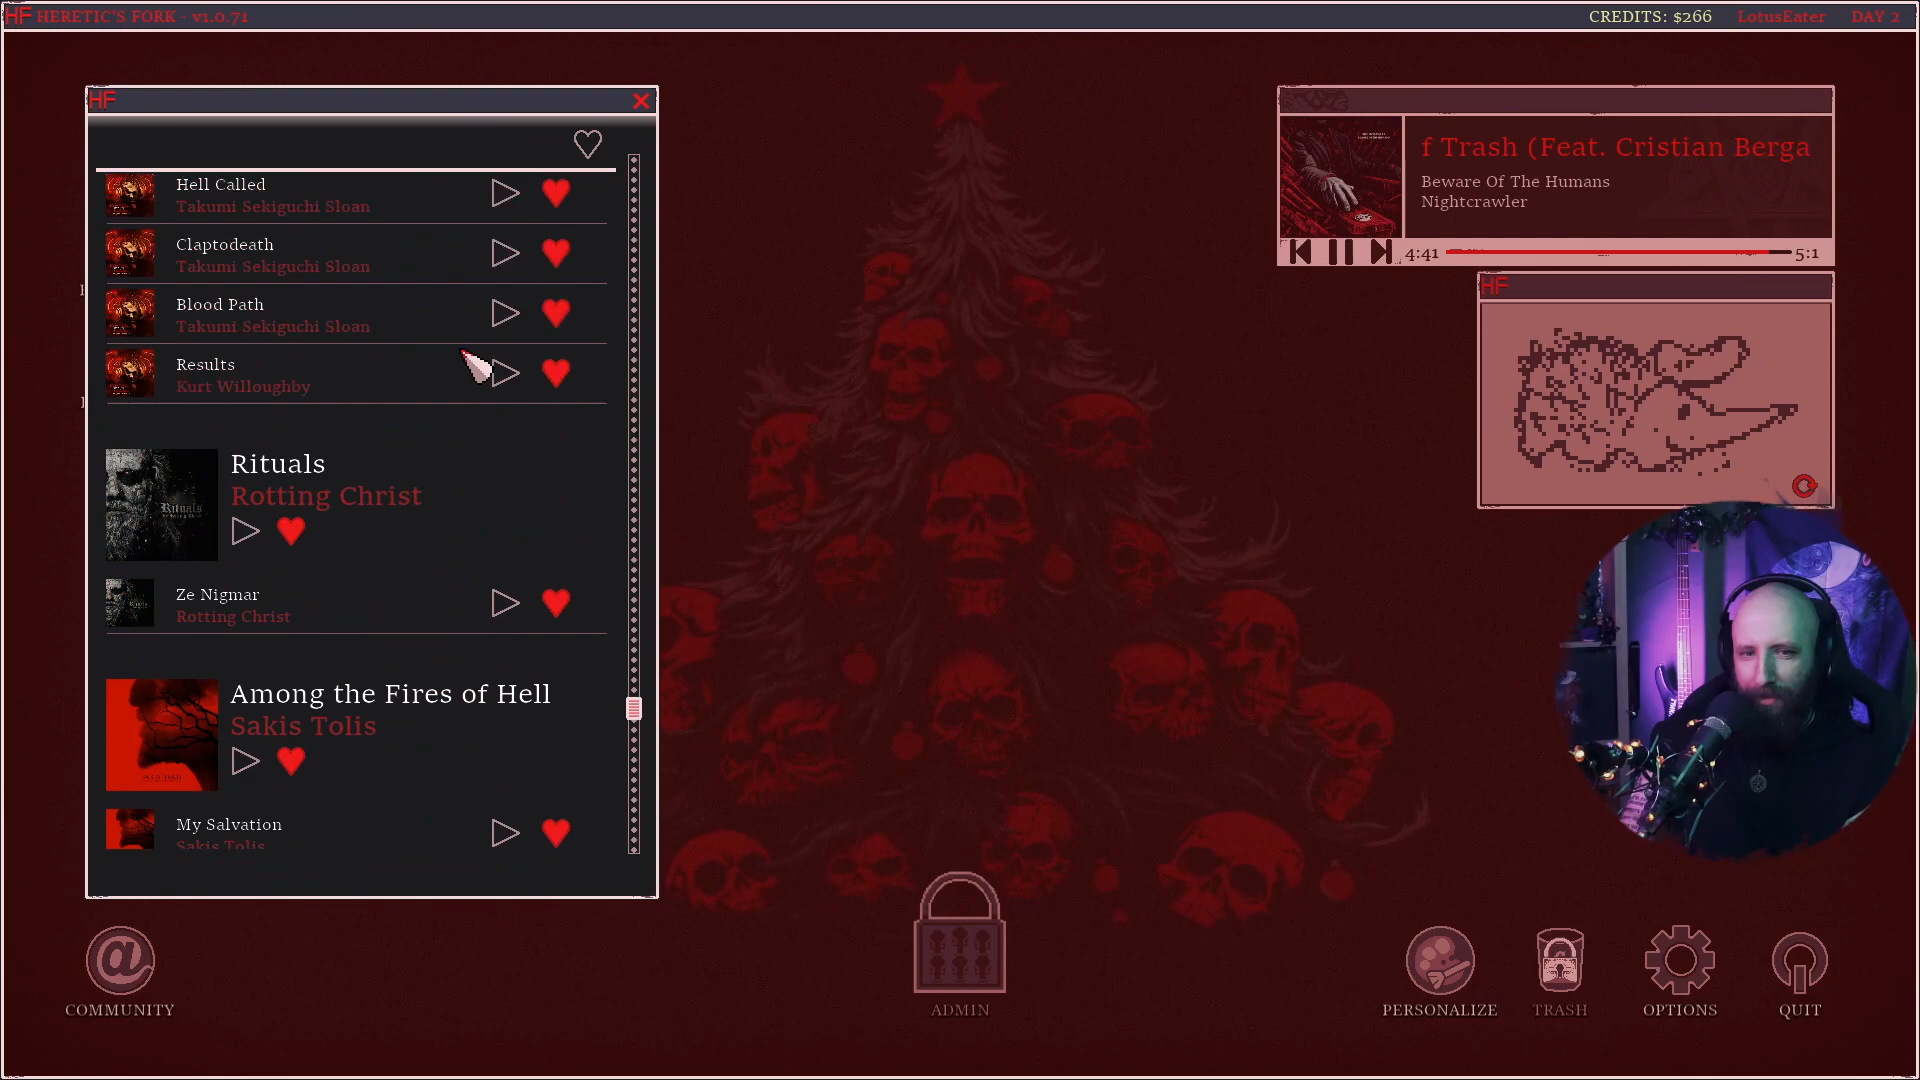 HF HERETIC'S FORK - v1.0.71
CREDITS: $266 LotusEater DAY 2
HF
Hell Called
Takumi Sekiguchi Sloan
Claptodeath
Takumi Sekiguchi Sloan
Blood Path
Takumi Sekiguchi Sloan
Results
Kurt Willoughby
Rituals
Rotting Christ
Rituals
Ze Nigmar
Rotting Christ
Among the Fires of Hell
Sakis Tolis
My Salvation
Sakis Tolis
f Trash (Feat. Cristian Berga
Beware Of The Humans
Nightcrawler
4:41
5:1
HF
COMMUNITY
ADMIN
PERSONALIZE
TRASH
OPTIONS
QUIT